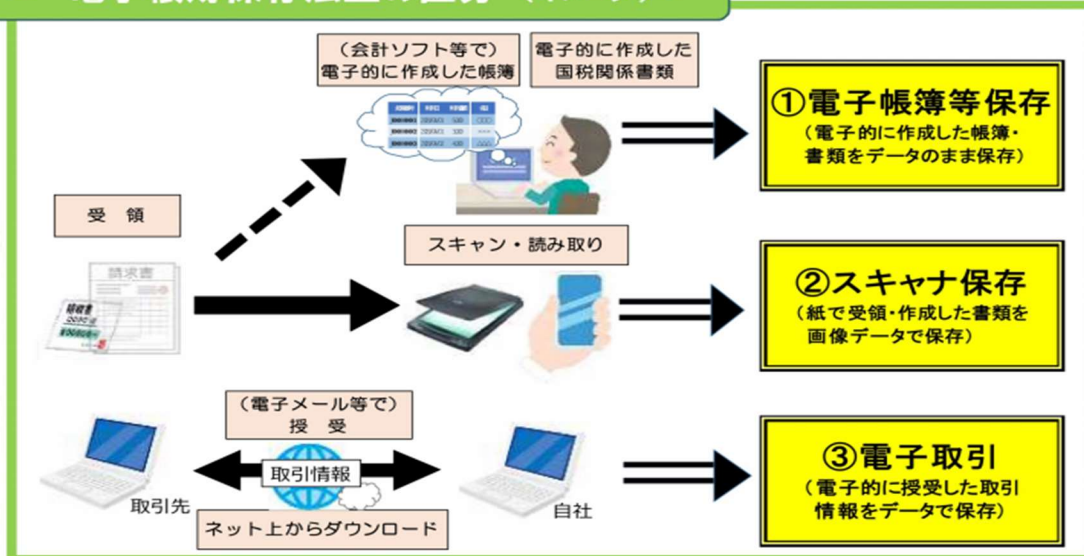 （会計ソフト等で）
電子的に作成した帳簿
電子的に作成した
国税関係書類
①電子帳簿等保存
（電子的に作成した帳簿・
書類をデータのまま保存）
受 領
スキャン・読み取り
請求書
領収書
②スキャナ保存
（紙で受領・作成した書類を
画像データで保存）
（電子メール等で）
授 受
取引情報
取引先
自社
ネット上からダウンロード
③電子取引
（電子的に授受した取引
情報をデータで保存）